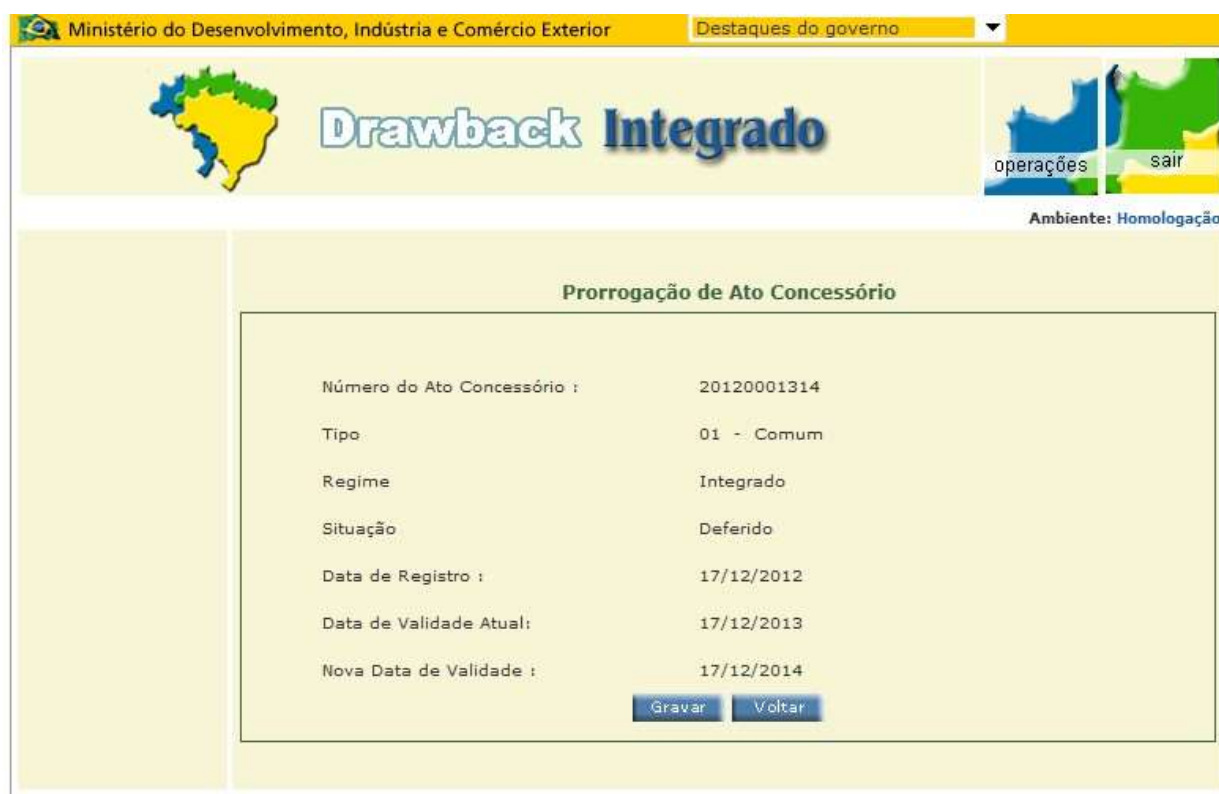 Ministério do Desenvolvimento, Indústria e Comércio Exterior Destaques do governo
Drawback Integrado
operações sair
Ambiente: Homologação
Prorrogação de Ato Concessório
Número do Ato Concessório : 20120001314
Tipo 01 - Comum
Regime Integrado
Situação Deferido
Data de Registro : 17/12/2012
Data de Validade Atual: 17/12/2013
Nova Data de Validade : 17/12/2014
Gravar Voltar